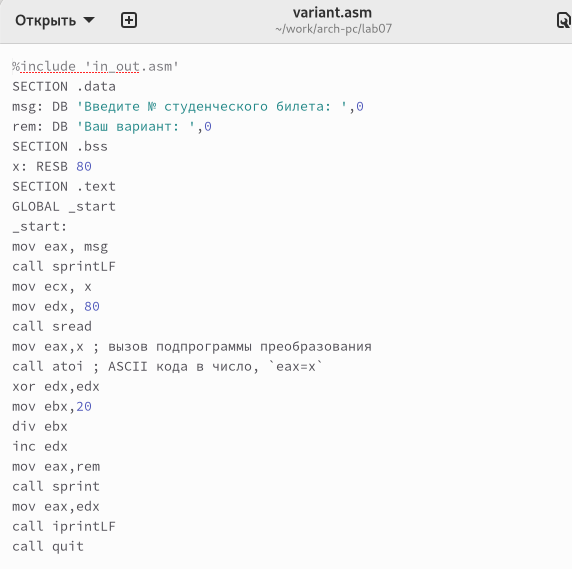 Открыть
variant.asm
~/work/arch-pc/lab07
%include 'in_out.asm'
SECTION .data
msg: DB 'Введите № студенческого билета: ',0
rem: DB 'Ваш вариант: ',0
SECTION .bss
x: RESB 80
SECTION .text
GLOBAL _start
_start:
mov eax, msg
call sprintLF
mov ecx, x
mov edx, 80
call sread
mov eax,x ; вызов подпрограммы преобразования
call atoi ; ASCII кода в число, `eax=x`
xor edx,edx
mov ebx,20
div ebx
inc edx
mov eax,rem
call sprint
mov eax,edx
call iprintLF
call quit